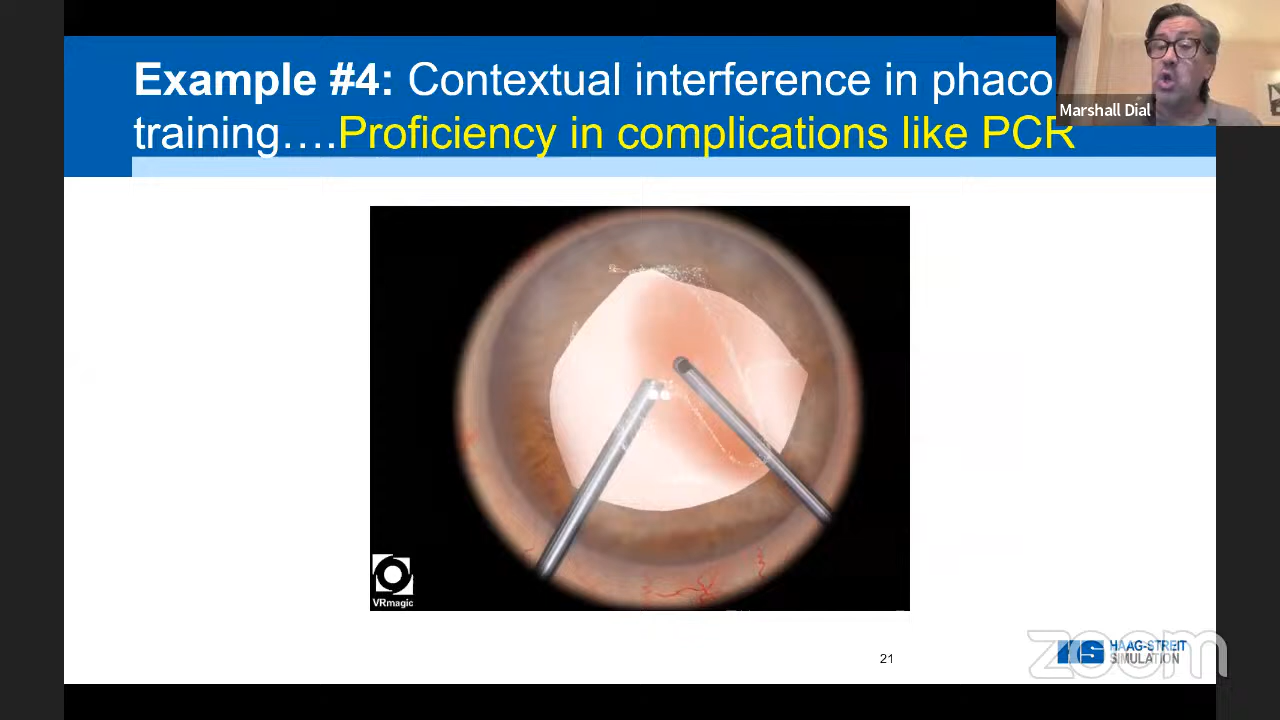 Example #4: Contextual interference in phaco
training….Proficiency in complications like PCR
Marshall Dial
VRmagic
21
HAAG-STREIT
SIMULATION
zoom